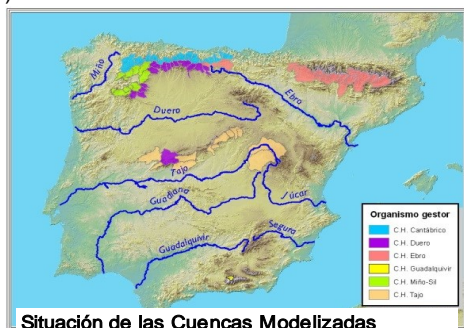 Miño
Ebro
Duero
Tajo
Guadiana
Júcar
Segura
Guadalquivir
Organismo gestor
C.H. Cantábrico
C.H. Duero
C.H. Ebro
C.H. Guadalquivir
C.H. Miño-Sil
C.H. Tajo
Situación de las Cuencas Modelizadas